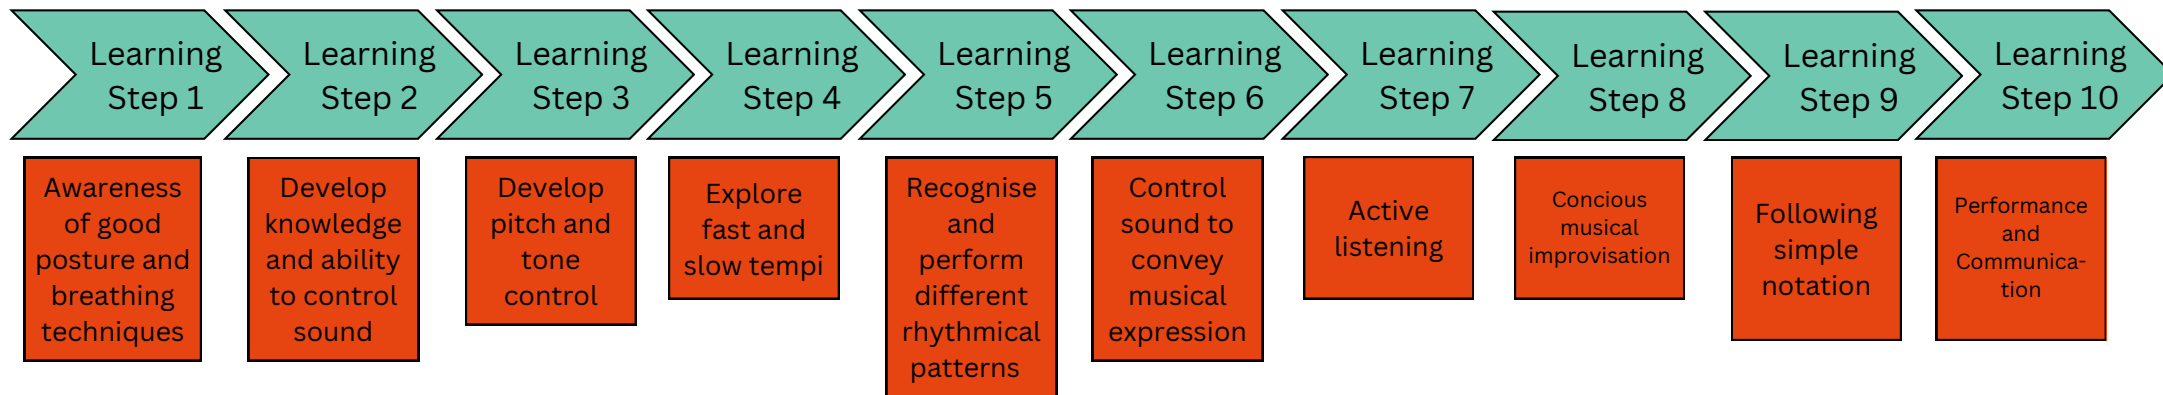 Learning
Step 1
Learning
Step 2
Learning
Step 3
Learning
Step 4
Learning
Step 5
Learning
Step 6
Learning
Step 7
Learning
Step 8
Learning
Step 9
Learning
Step 10
Awareness
of good
posture and
breathing
techniques
Develop
knowledge
and ability
to control
sound
Develop
pitch and
tone
control
Explore
fast and
slow tempi
Recognise
and
perform
different
rhythmical
patterns
Control
sound to
convey
musical
expression
Active
listening
Concious
musical
improvisation
Following
simple
notation
Performance
and
Communica-
tion